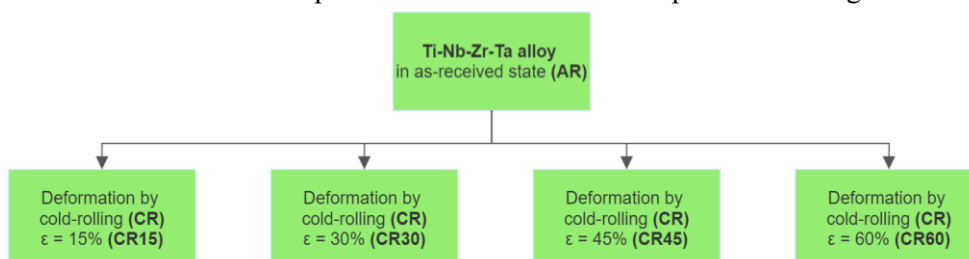 Ti-Nb-Zr-Ta alloy
in as-received state (AR)
Deformation by
cold-rolling (CR)
ε = 15% (CR15)
Deformation by
cold-rolling (CR)
ε = 30% (CR30)
Deformation by
cold-rolling (CR)
ε = 45% (CR45)
Deformation by
cold-rolling (CR)
ε = 60% (CR60)